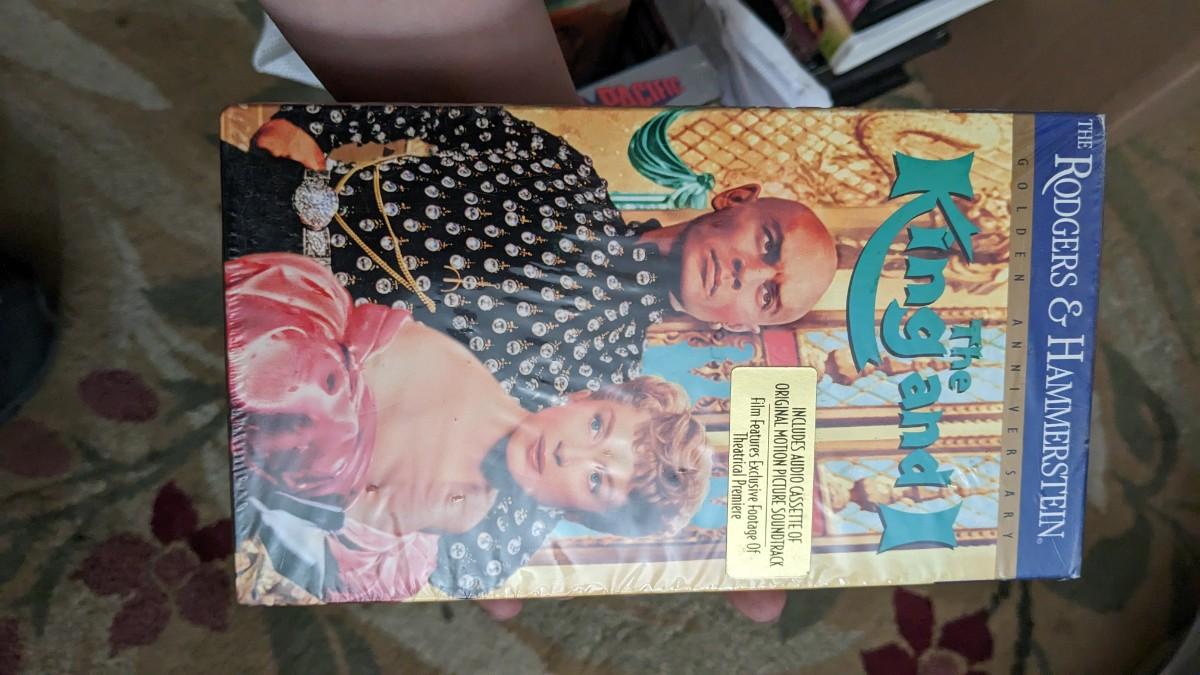 THE RODGERS & HAMMERSTEIN®
GOLDEN ANNIVERSARY
The
King and I
INCLUDES AUDIO CASSETTE OF
ORIGINAL MOTION PICTURE SOUNDTRACK
Film Features Exclusive Footage Of
Theatrical Premiere
PACIFIC